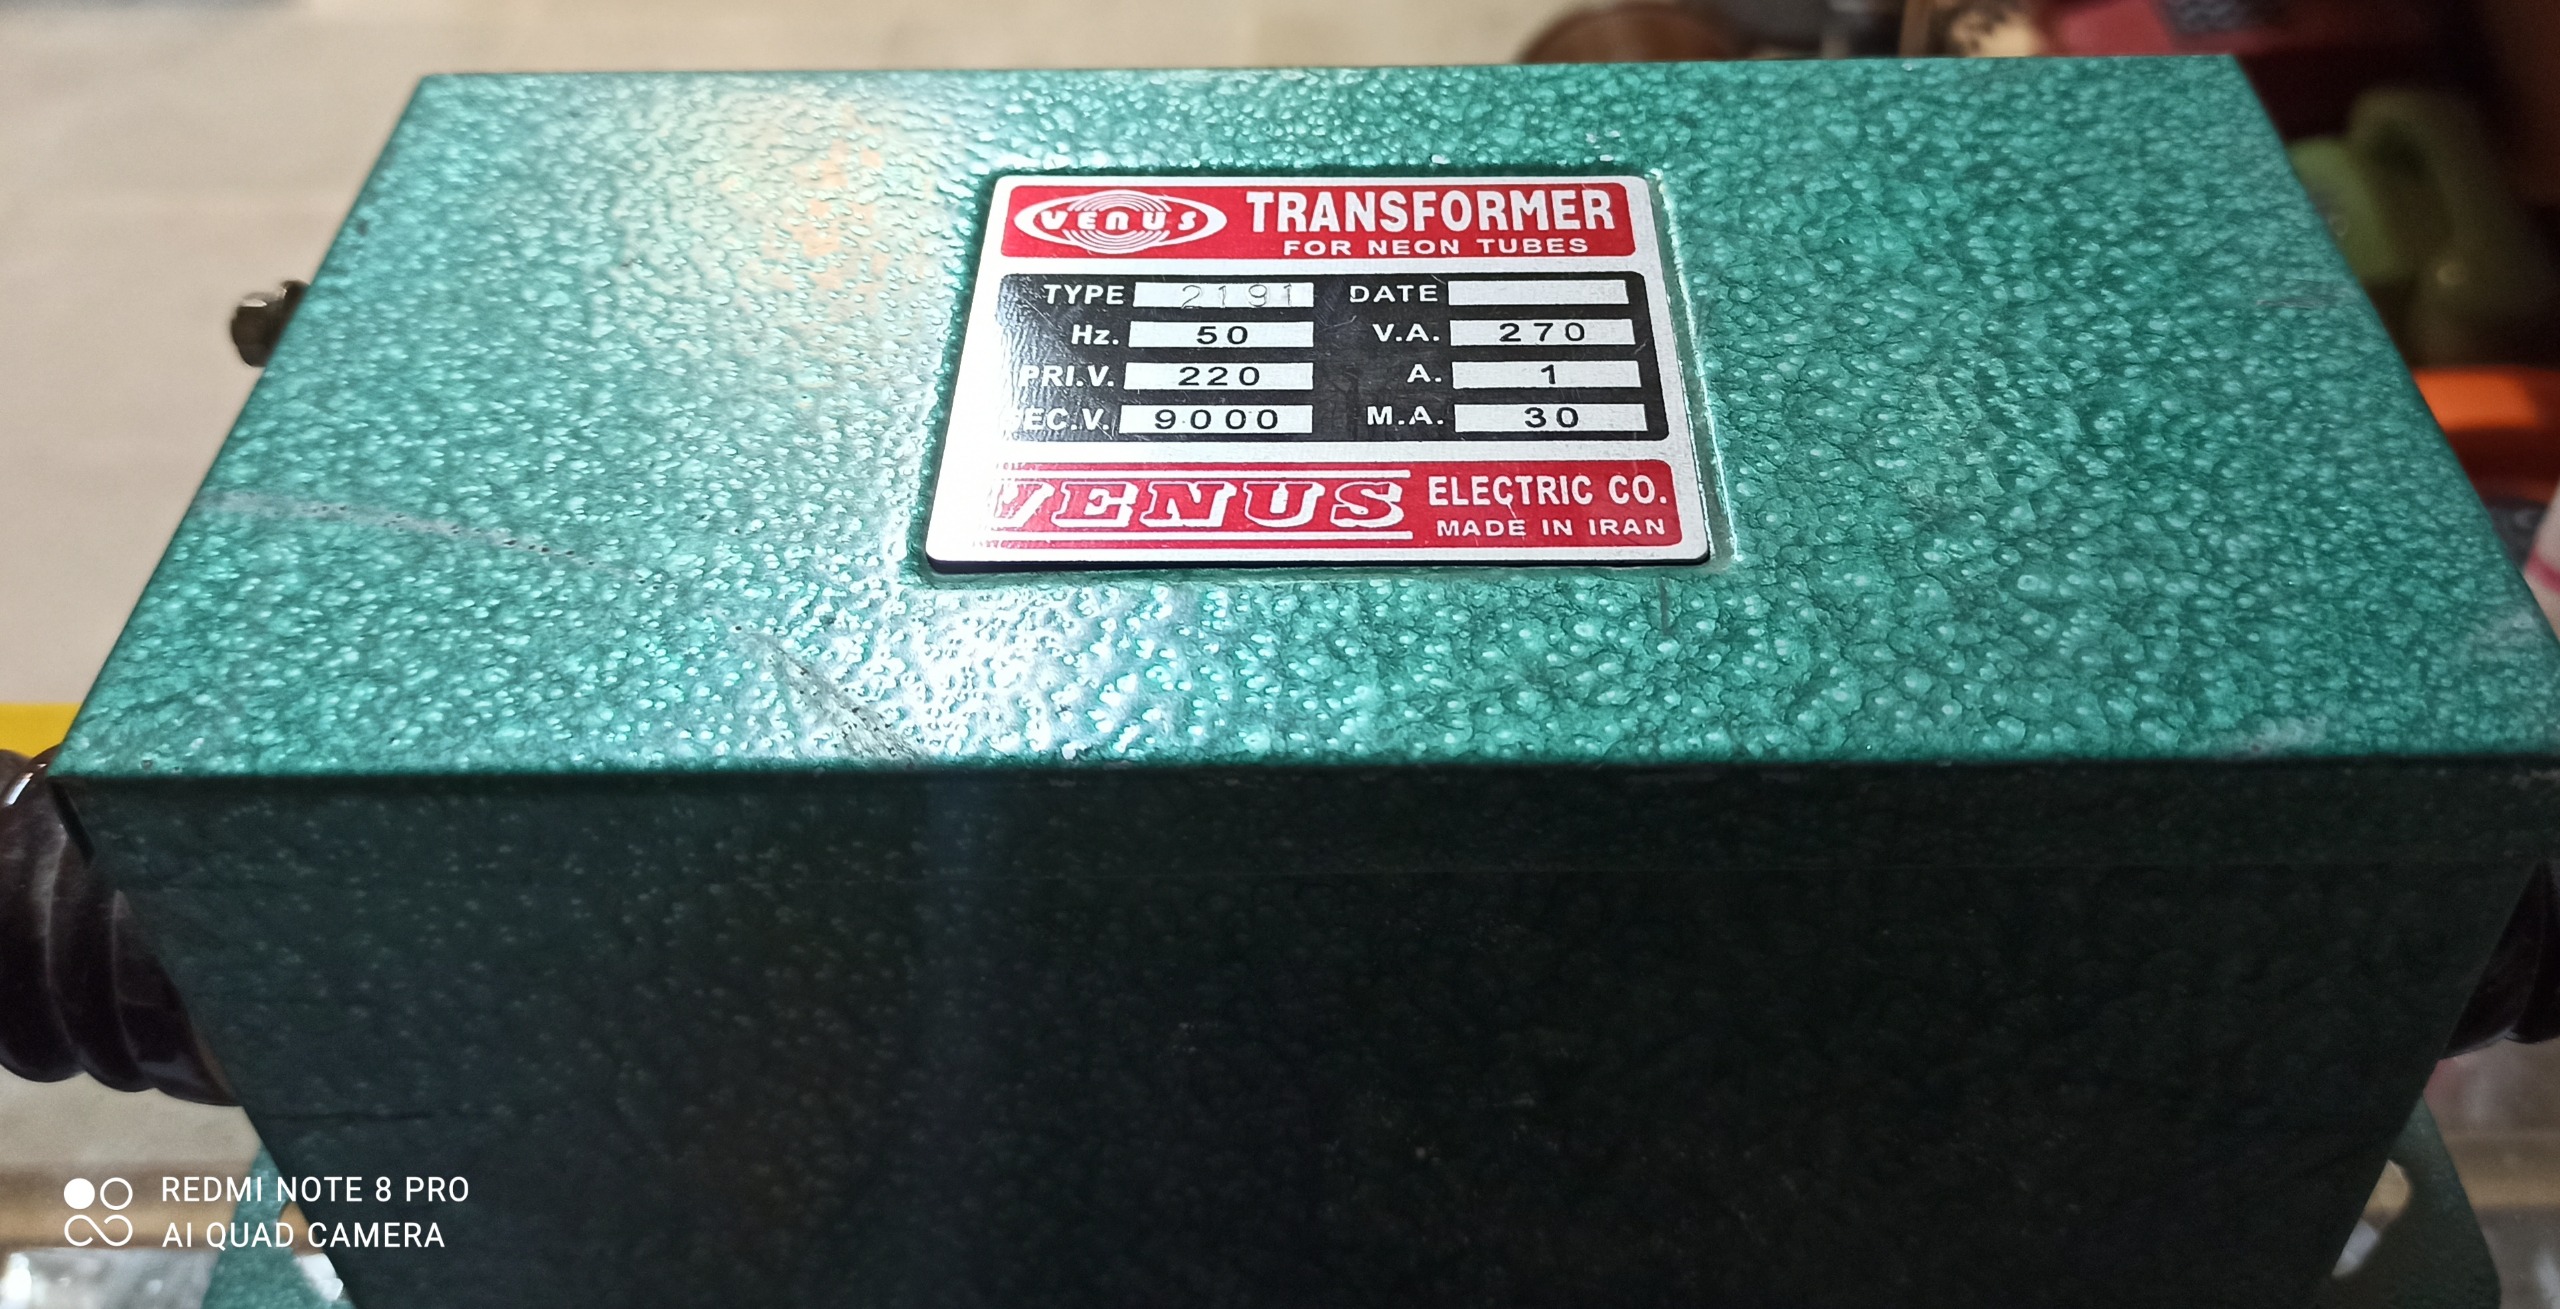 VENUS TRANSFORMER
FOR NEON TUBES
TYPE 2191 DATE
Hz. 50 V.A. 270
PRI.V. 220 A. 1
SEC.V. 9000 M.A. 30
VENUS ELECTRIC CO.
MADE IN IRAN
REDMI NOTE 8 PRO
AI QUAD CAMERA